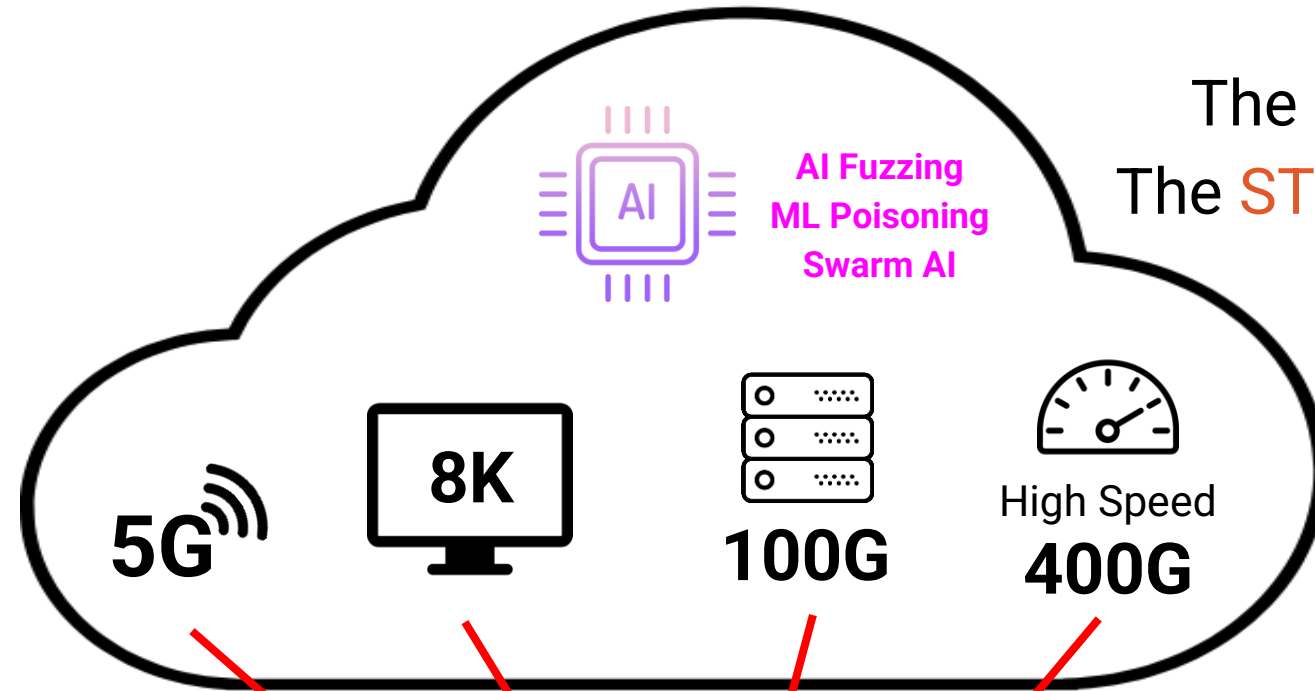 The
The ST
AI
AI Fuzzing
ML Poisoning
Swarm AI
8K
5G
100G
High Speed
400G